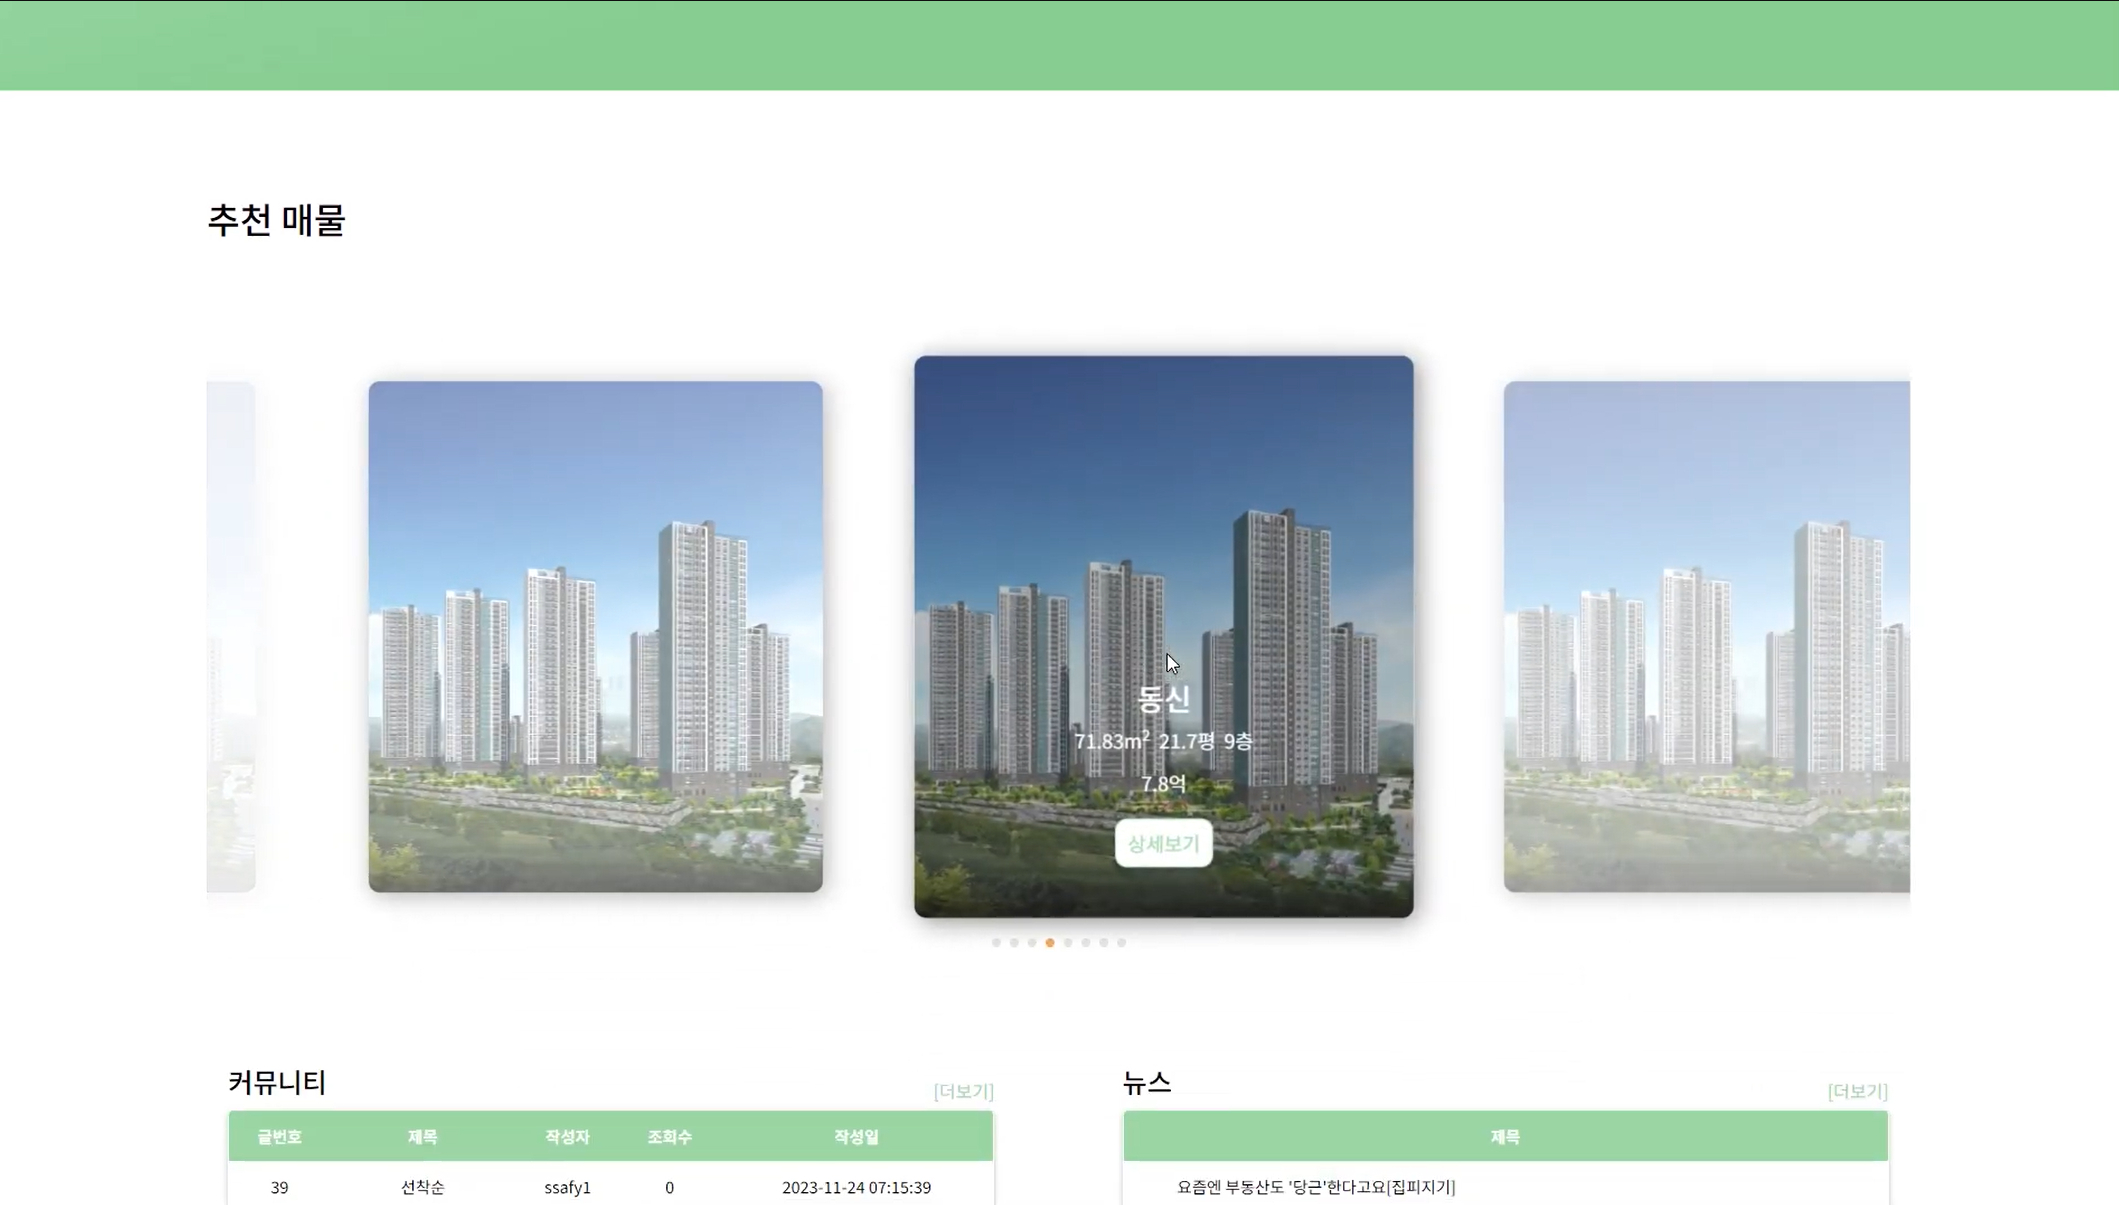 추천 매물
동신
71.83m² 21.7평 9층
7.8억
상세보기
커뮤니티
[더보기]
글번호 제목 작성자 조회수 작성일
39 선착순 ssafy1 0 2023-11-24 07:15:39
뉴스
[더보기]
제목
요즘엔 부동산도 '당근'한다고요[집피지기]